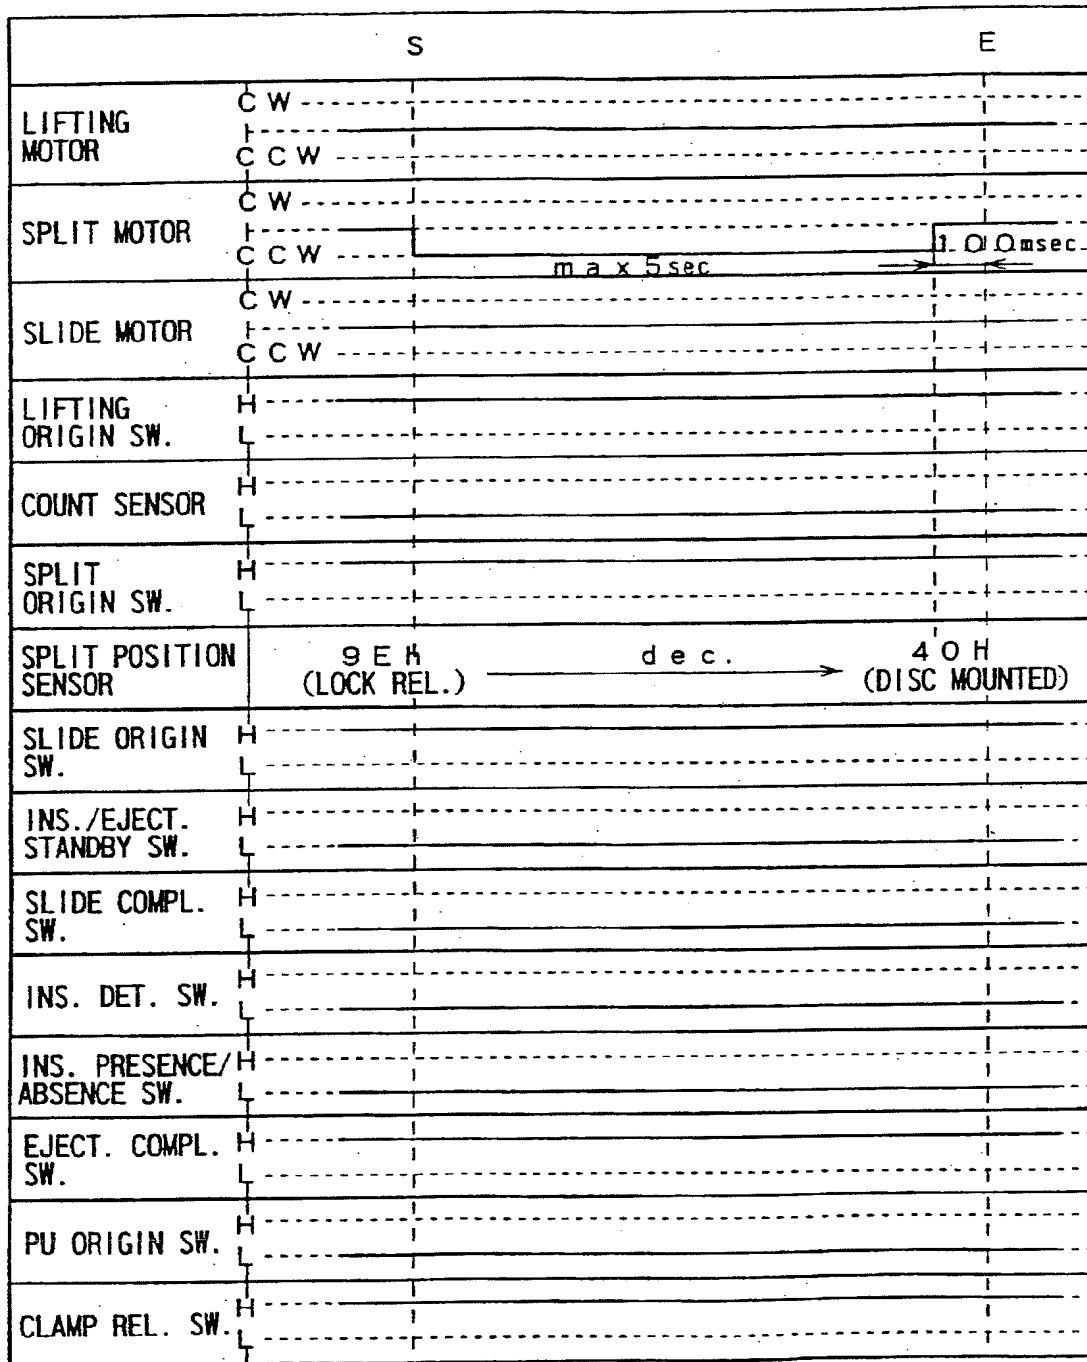 S E
LIFTING MOTOR CW
CCW
SPLIT MOTOR CW
CCW
max 5sec
100msec
SLIDE MOTOR CW
CCW
LIFTING ORIGIN SW. H
L
COUNT SENSOR H
L
SPLIT ORIGIN SW. H
L
SPLIT POSITION SENSOR
9EH dec. 40H
(LOCK REL.) (DISC MOUNTED)
SLIDE ORIGIN SW. H
L
INS./EJECT. STANDBY SW. H
L
SLIDE COMPL. SW. H
L
INS. DET. SW. H
L
INS. PRESENCE/ ABSENCE SW. H
L
EJECT. COMPL. SW. H
L
PU ORIGIN SW. H
L
CLAMP REL. SW. H
L